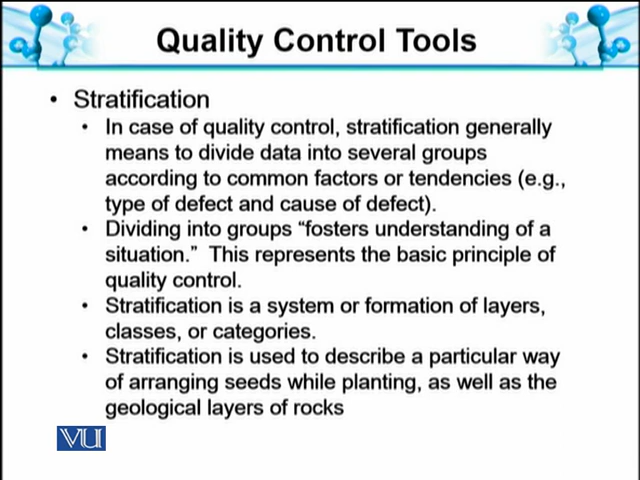 Quality Control Tools
• Stratification
• In case of quality control, stratification generally
means to divide data into several groups
according to common factors or tendencies (e.g.,
type of defect and cause of defect).
• Dividing into groups “fosters understanding of a
situation.”  This represents the basic principle of
quality control.
• Stratification is a system or formation of layers,
classes, or categories.
• Stratification is used to describe a particular way
of arranging seeds while planting, as well as the
geological layers of rocks
VU